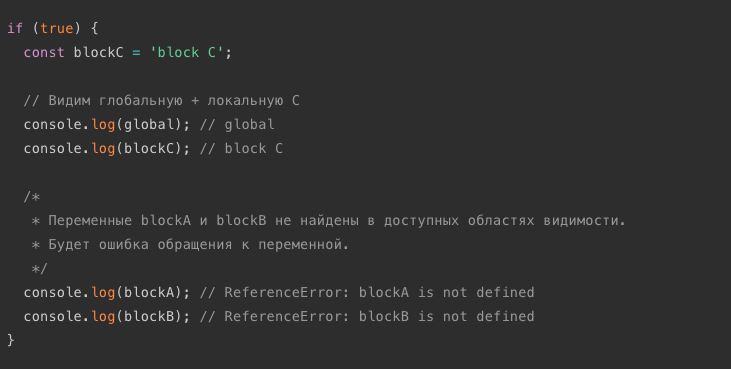 if (true) {
  const blockC = 'block C';

  // Видим глобальную + локальную C
  console.log(global); // global
  console.log(blockC); // block C

  /*
   * Переменные blockA и blockB не найдены в доступных областях видимости.
   * Будет ошибка обращения к переменной.
   */
  console.log(blockA); // ReferenceError: blockA is not defined
  console.log(blockB); // ReferenceError: blockB is not defined
}